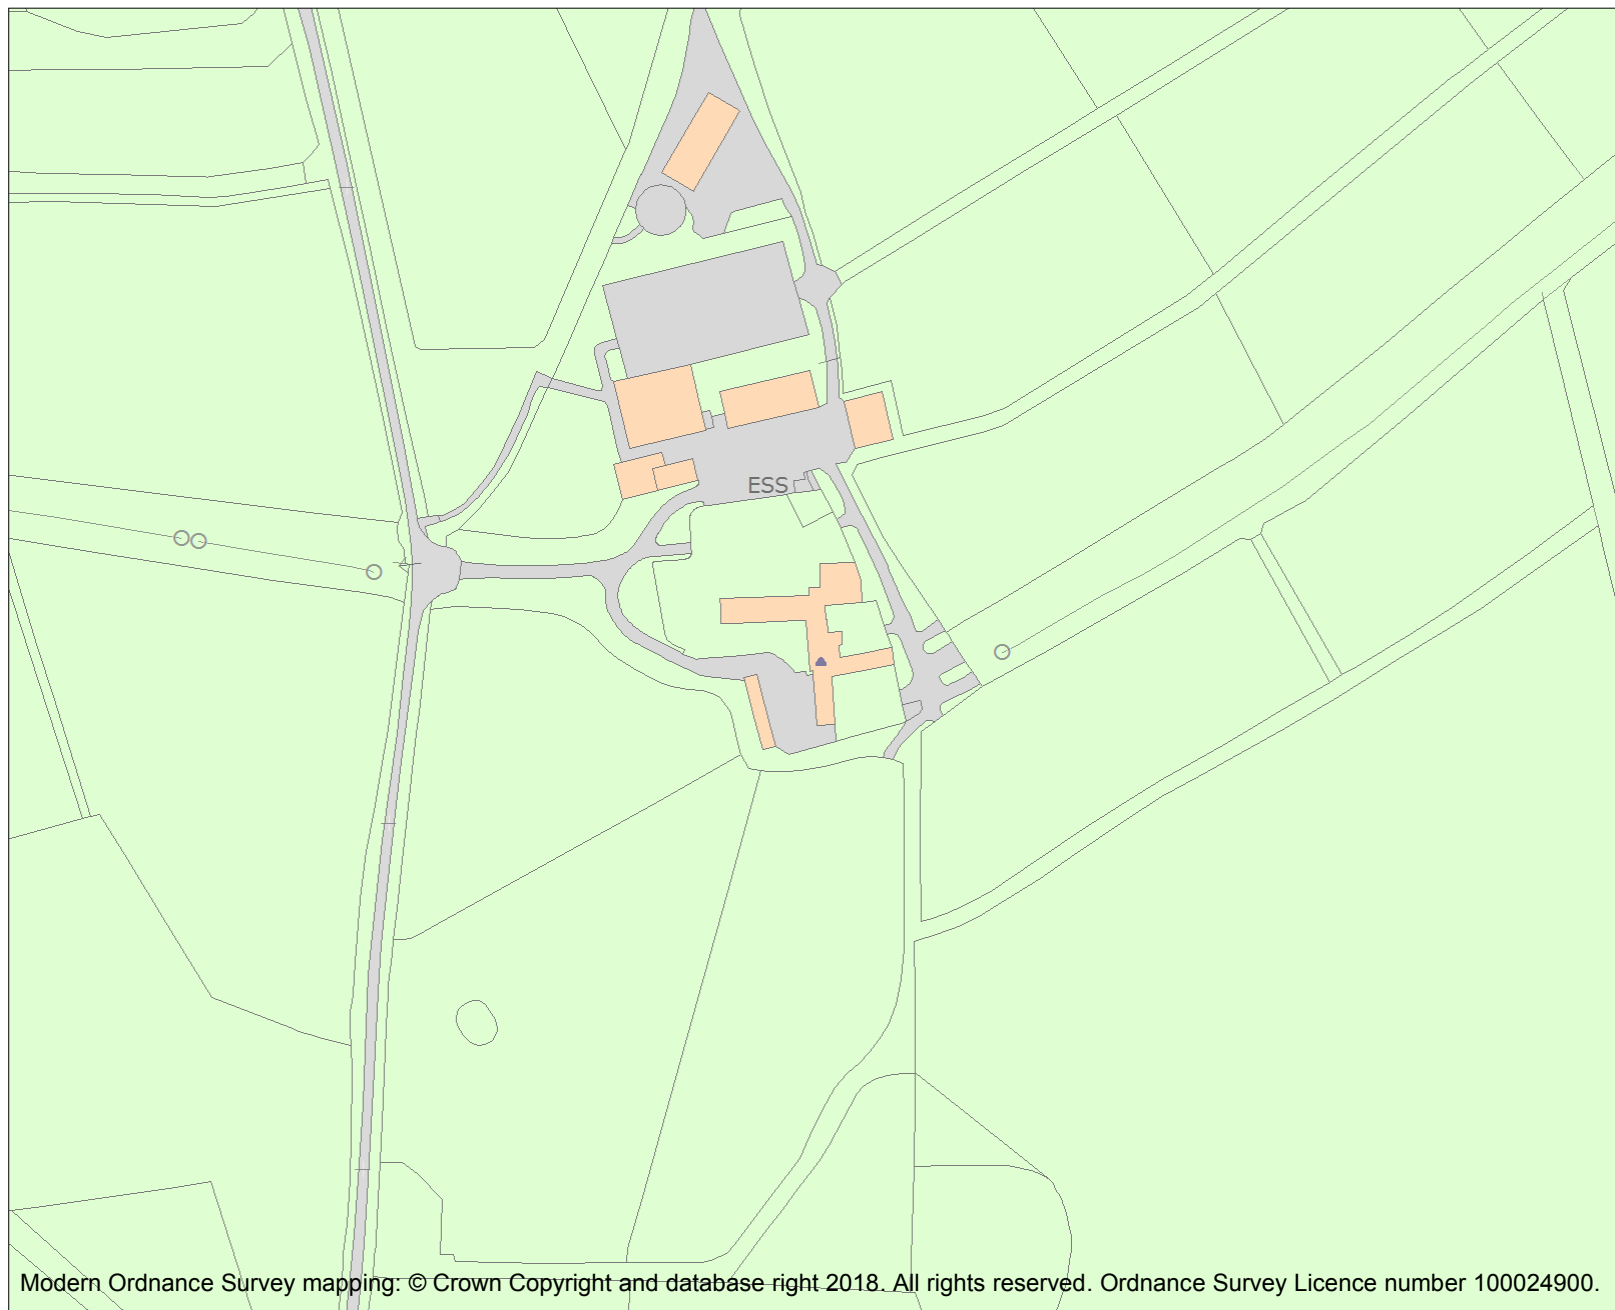 ESS
Modern Ordnance Survey mapping: © Crown Copyright and database right 2018. All rights reserved. Ordnance Survey Licence number 100024900.